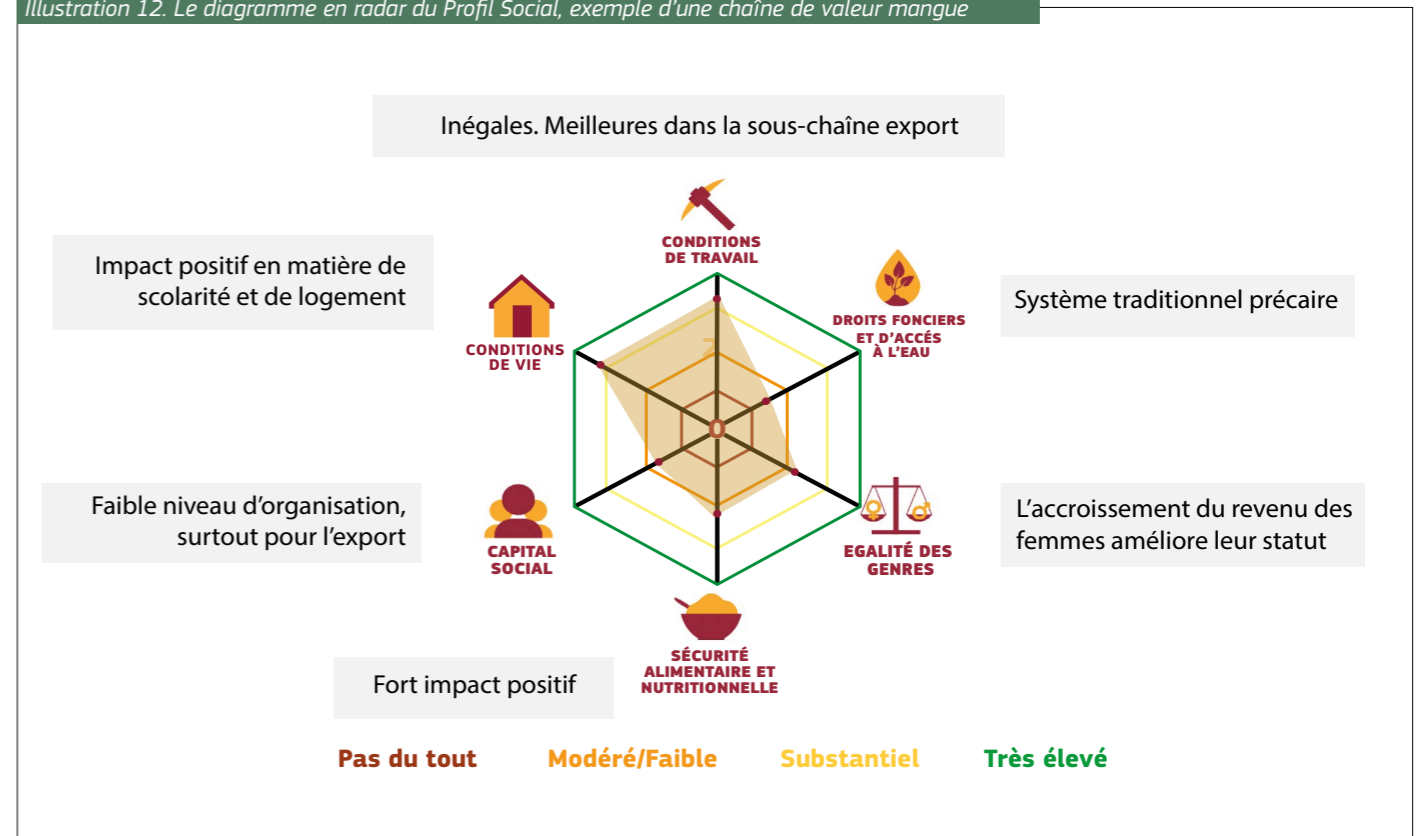 Illustration 12. Le diagramme en radar du Profil Social, exemple d'une chaîne de valeur mangue
Inégales. Meilleures dans la sous-chaîne export
CONDITIONS
DE TRAVAIL
Impact positif en matière de
scolarité et de logement
CONDITIONS
DE VIE
DROITS FONCIERS
ET D'ACCÉS
À L'EAU
Système traditionnel précaire
2
0
Faible niveau d'organisation,
surtout pour l'export
CAPITAL
SOCIAL
EGALITÉ DES
GENRES
L'accroissement du revenu des
femmes améliore leur statut
SÉCURITÉ
ALIMENTAIRE ET
NUTRITIONNELLE
Fort impact positif
Pas du tout Modéré/Faible Substantiel Très élevé